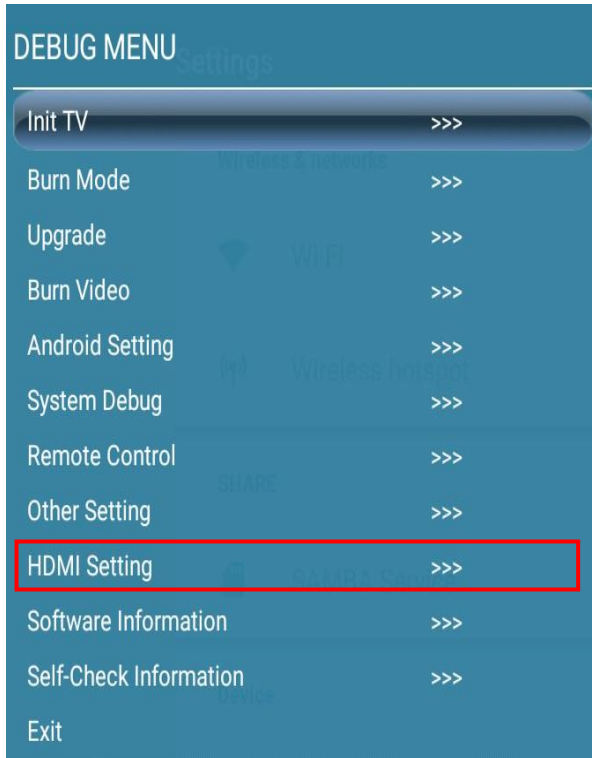 DEBUG MENU
Settings
Init TV >>>
Wireless & networks
Burn Mode >>>
Upgrade >>>
Wi Fi
Burn Video >>>
Android Setting >>>
Wireless hotspot
System Debug >>>
Remote Control >>>
SHARE
Other Setting >>>
HDMI Setting >>>
SAMBA Service
Software Information >>>
Self-Check Information >>>
Device
Exit